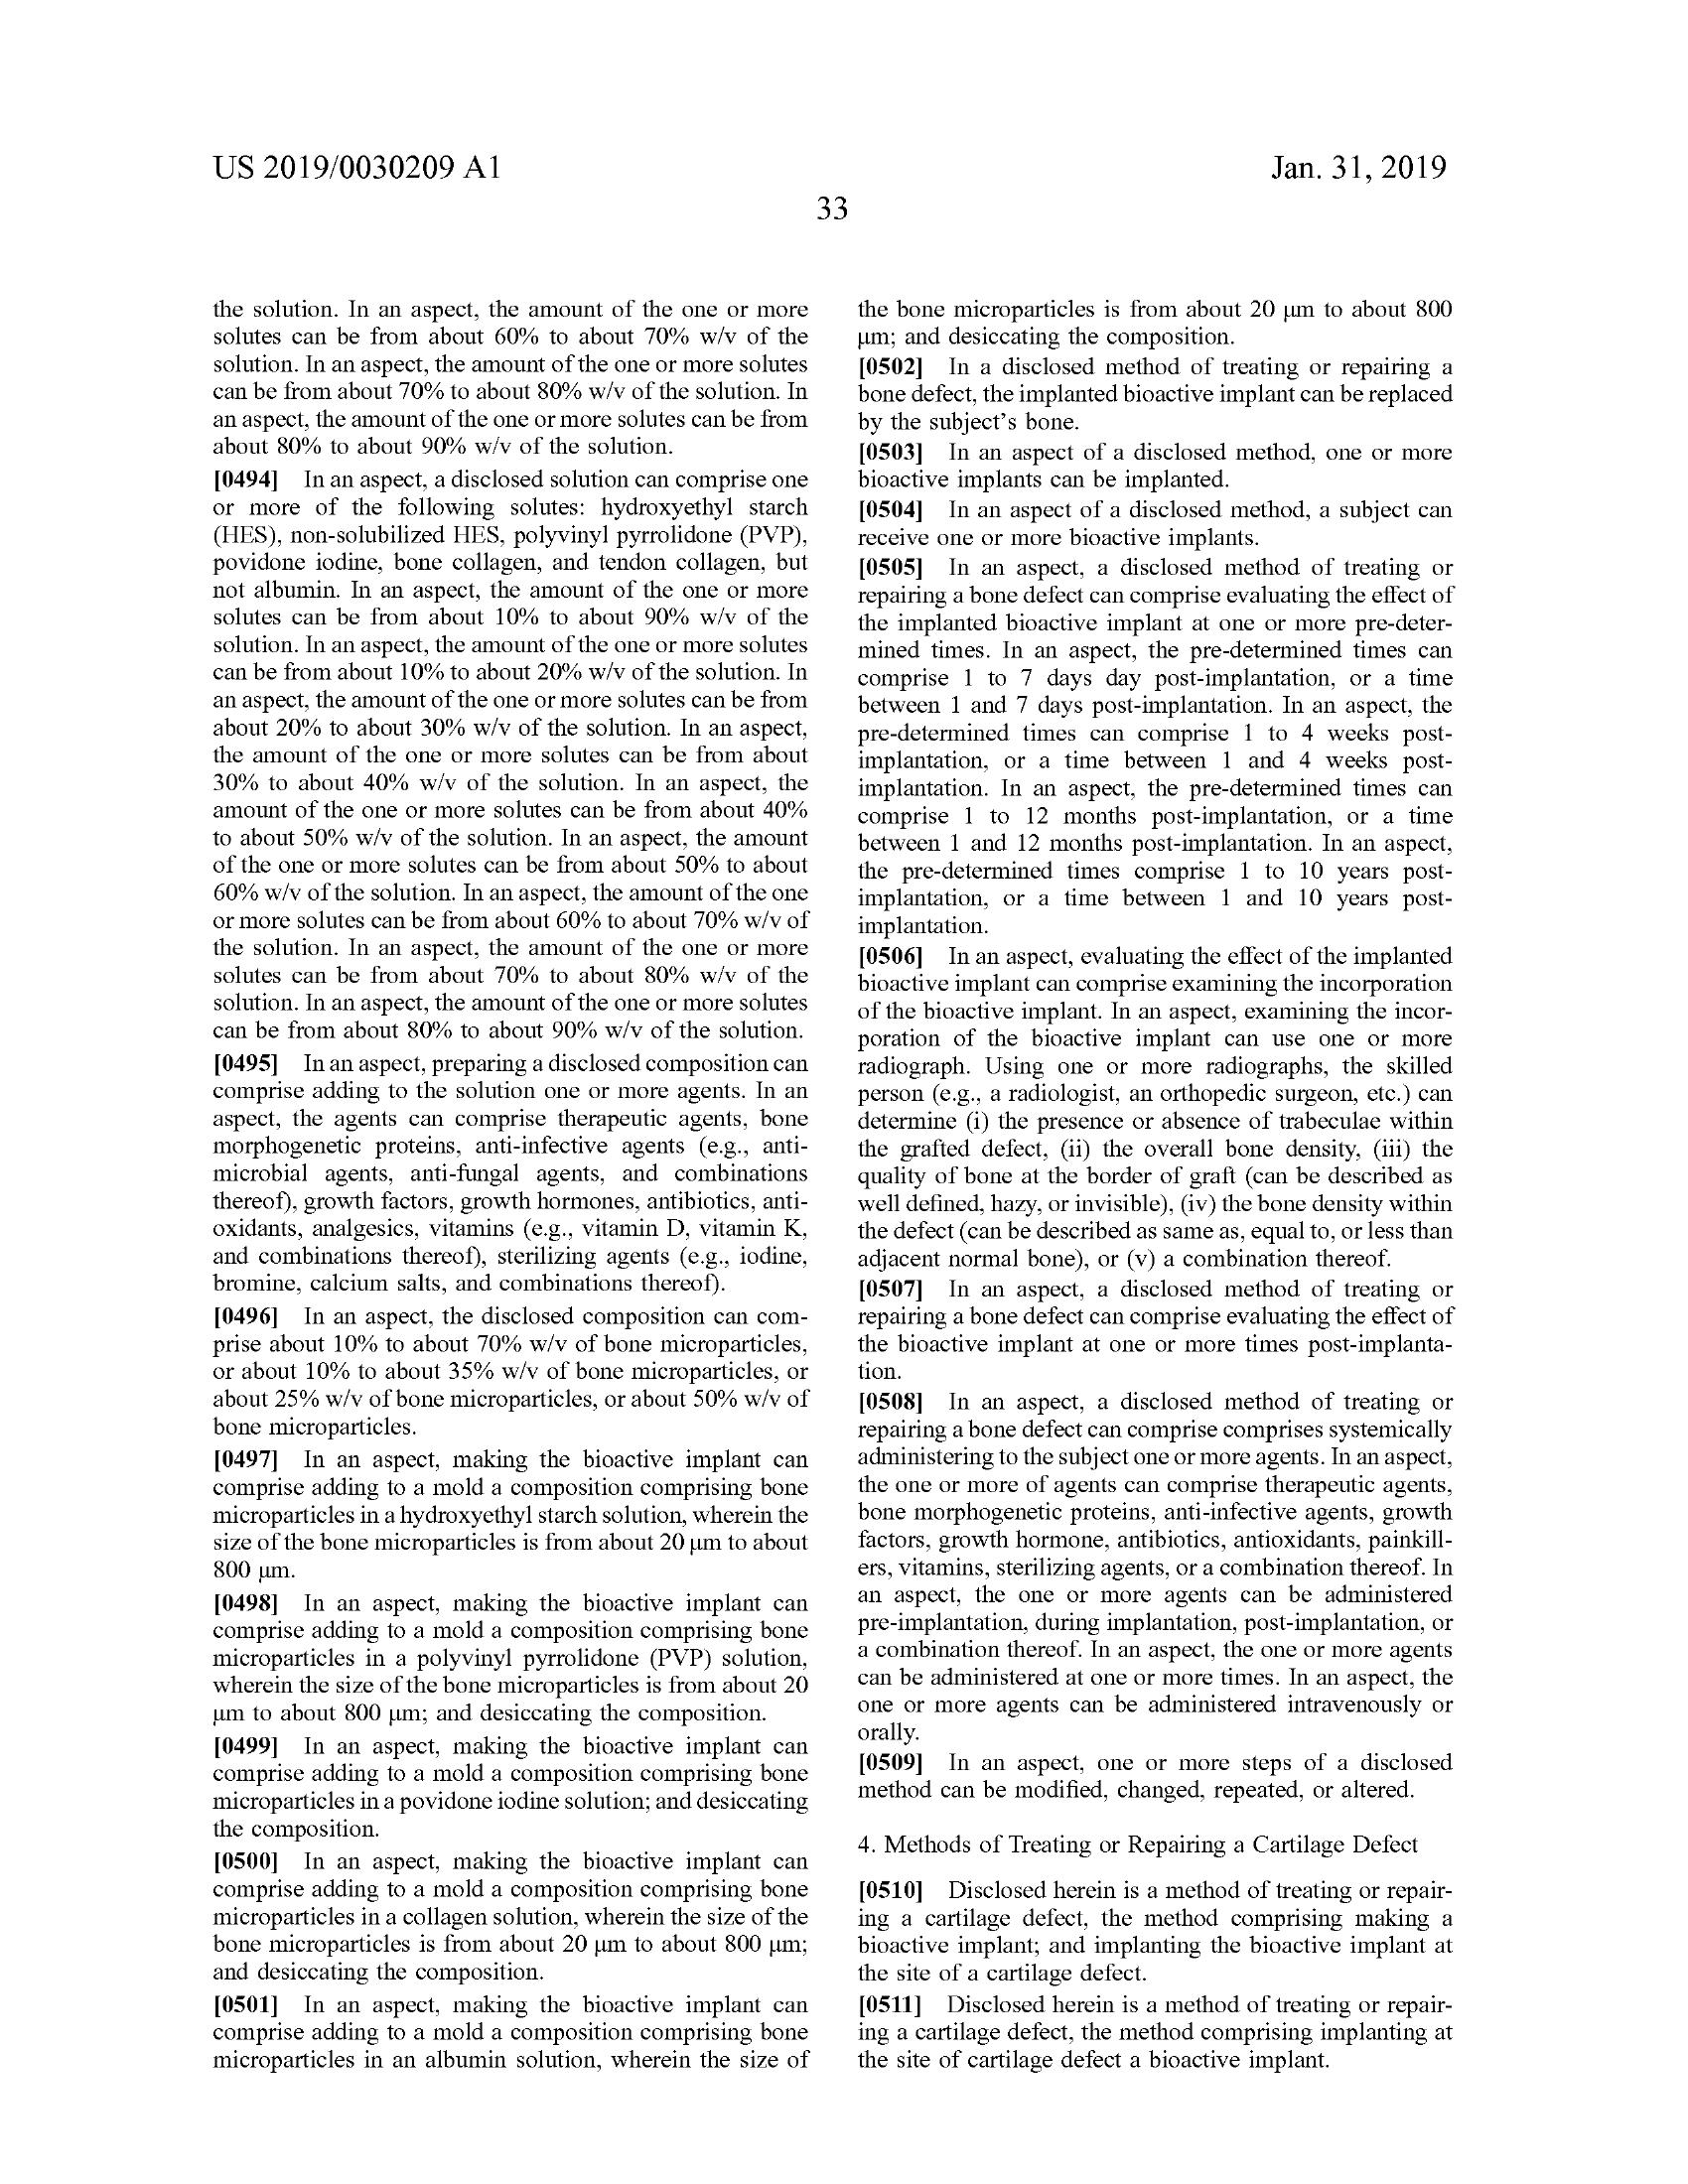 US 2019/0030209 A1
Jan. 31, 2019
33
the solution. In an aspect, the amount of the one or more
solutes can be from about 60% to about 70% w/v of the
solution. In an aspect, the amount of the one or more solutes
can be from about 70% to about 80% w/v of the solution. In
an aspect, the amount of the one or more solutes can be from
about 80% to about 90% w/v of the solution.
[0494] In an aspect, a disclosed solution can comprise one
or more of the following solutes: hydroxyethyl starch
(HES), non-solubilized HES, polyvinyl pyrrolidone (PVP),
povidone iodine, bone collagen, and tendon collagen, but
not albumin. In an aspect, the amount of the one or more
solutes can be from about 10% to about 90% w/v of the
solution. In an aspect, the amount of the one or more solutes
can be from about 10% to about 20% w/v of the solution. In
an aspect, the amount of the one or more solutes can be from
about 20% to about 30% w/v of the solution. In an aspect,
the amount of the one or more solutes can be from about
30% to about 40% w/v of the solution. In an aspect, the
amount of the one or more solutes can be from about 40%
to about 50% w/v of the solution. In an aspect, the amount
of the one or more solutes can be from about 50% to about
60% w/v of the solution. In an aspect, the amount of the one
or more solutes can be from about 60% to about 70% w/v of
the solution. In an aspect, the amount of the one or more
solutes can be from about 70% to about 80% w/v of the
solution. In an aspect, the amount of the one or more solutes
can be from about 80% to about 90% w/v of the solution.
[0495] In an aspect, preparing a disclosed composition can
comprise adding to the solution one or more agents. In an
aspect, the agents can comprise therapeutic agents, bone
morphogenetic proteins, anti-infective agents (e.g., anti-
microbial agents, anti-fungal agents, and combinations
thereof), growth factors, growth hormones, antibiotics, anti-
oxidants, analgesics, vitamins (e.g., vitamin D, vitamin K,
and combinations thereof), sterilizing agents (e.g., iodine,
bromine, calcium salts, and combinations thereof).
[0496] In an aspect, the disclosed composition can com-
prise about 10% to about 70% w/v of bone microparticles,
or about 10% to about 35% w/v of bone microparticles, or
about 25% w/v of bone microparticles, or about 50% w/v of
bone microparticles.
[0497] In an aspect, making the bioactive implant can
comprise adding to a mold a composition comprising bone
microparticles in a hydroxyethyl starch solution, wherein the
size of the bone microparticles is from about 20 μm to about
800 μm.
[0498] In an aspect, making the bioactive implant can
comprise adding to a mold a composition comprising bone
microparticles in a polyvinyl pyrrolidone (PVP) solution,
wherein the size of the bone microparticles is from about 20
μm to about 800 μm; and desiccating the composition.
[0499] In an aspect, making the bioactive implant can
comprise adding to a mold a composition comprising bone
microparticles in a povidone iodine solution; and desiccating
the composition.
[0500] In an aspect, making the bioactive implant can
comprise adding to a mold a composition comprising bone
microparticles in a collagen solution, wherein the size of the
bone microparticles is from about 20 μm to about 800 μm;
and desiccating the composition.
[0501] In an aspect, making the bioactive implant can
comprise adding to a mold a composition comprising bone
microparticles in an albumin solution, wherein the size of
the bone microparticles is from about 20 μm to about 800
μm; and desiccating the composition.
[0502] In a disclosed method of treating or repairing a
bone defect, the implanted bioactive implant can be replaced
by the subject's bone.
[0503] In an aspect of a disclosed method, one or more
bioactive implants can be implanted.
[0504] In an aspect of a disclosed method, a subject can
receive one or more bioactive implants.
[0505] In an aspect, a disclosed method of treating or
repairing a bone defect can comprise evaluating the effect of
the implanted bioactive implant at one or more pre-deter-
mined times. In an aspect, the pre-determined times can
comprise 1 to 7 days day post-implantation, or a time
between 1 and 7 days post-implantation. In an aspect, the
pre-determined times can comprise 1 to 4 weeks post-
implantation, or a time between 1 and 4 weeks post-
implantation. In an aspect, the pre-determined times can
comprise 1 to 12 months post-implantation, or a time
between 1 and 12 months post-implantation. In an aspect,
the pre-determined times comprise 1 to 10 years post-
implantation, or a time between 1 and 10 years post-
implantation.
[0506] In an aspect, evaluating the effect of the implanted
bioactive implant can comprise examining the incorporation
of the bioactive implant. In an aspect, examining the incor-
poration of the bioactive implant can use one or more
radiograph. Using one or more radiographs, the skilled
person (e.g., a radiologist, an orthopedic surgeon, etc.) can
determine (i) the presence or absence of trabeculae within
the grafted defect, (ii) the overall bone density, (iii) the
quality of bone at the border of graft (can be described as
well defined, hazy, or invisible), (iv) the bone density within
the defect (can be described as same as, equal to, or less than
adjacent normal bone), or (v) a combination thereof.
[0507] In an aspect, a disclosed method of treating or
repairing a bone defect can comprise evaluating the effect of
the bioactive implant at one or more times post-implanta-
tion.
[0508] In an aspect, a disclosed method of treating or
repairing a bone defect can comprise comprises systemically
administering to the subject one or more agents. In an aspect,
the one or more of agents can comprise therapeutic agents,
bone morphogenetic proteins, anti-infective agents, growth
factors, growth hormone, antibiotics, antioxidants, painkill-
ers, vitamins, sterilizing agents, or a combination thereof. In
an aspect, the one or more agents can be administered
pre-implantation, during implantation, post-implantation, or
a combination thereof. In an aspect, the one or more agents
can be administered at one or more times. In an aspect, the
one or more agents can be administered intravenously or
orally.
[0509] In an aspect, one or more steps of a disclosed
method can be modified, changed, repeated, or altered.
4. Methods of Treating or Repairing a Cartilage Defect
[0510] Disclosed herein is a method of treating or repair-
ing a cartilage defect, the method comprising making a
bioactive implant; and implanting the bioactive implant at
the site of a cartilage defect.
[0511] Disclosed herein is a method of treating or repair-
ing a cartilage defect, the method comprising implanting at
the site of cartilage defect a bioactive implant.